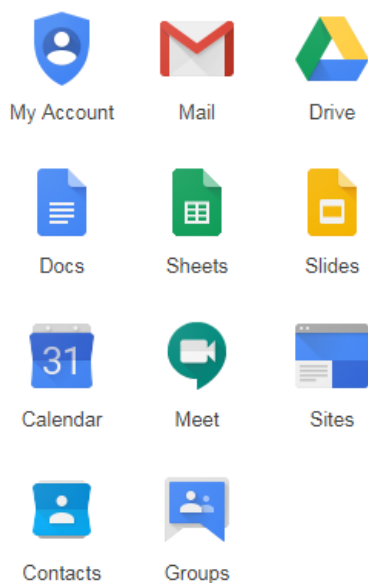 My Account Mail Drive
Docs Sheets Slides
31
Calendar Meet Sites
Contacts Groups